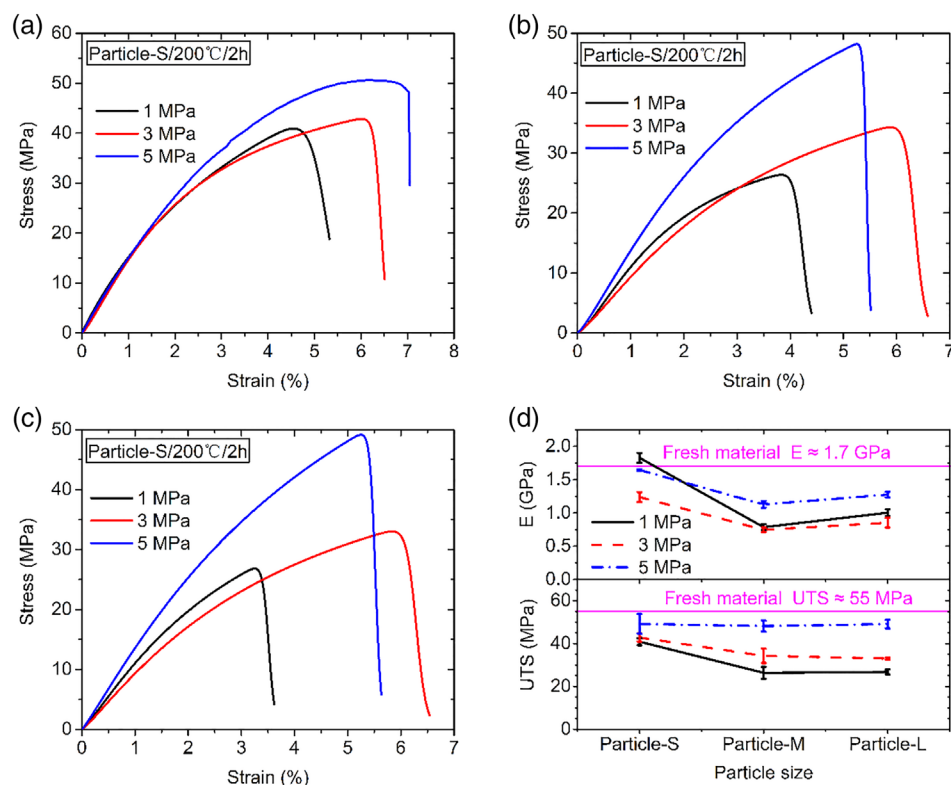 (a)
Particle-S/200℃/2h
1 MPa
3 MPa
5 MPa
Stress (MPa)
60
50
40
30
20
10
0
0 1 2 3 4 5 6 7 8
Strain (%)
(b)
Particle-S/200℃/2h
1 MPa
3 MPa
5 MPa
Stress (MPa)
50
40
30
20
10
0
0 1 2 3 4 5 6 7
Strain (%)
(c)
Particle-S/200℃/2h
1 MPa
3 MPa
5 MPa
Stress (MPa)
50
40
30
20
10
0
0 1 2 3 4 5 6 7
Strain (%)
(d)
Fresh material E ≈ 1.7 GPa
1 MPa
3 MPa
5 MPa
E (GPa)
2.0
1.5
1.0
0.5
0.0
Fresh material UTS ≈ 55 MPa
UTS (MPa)
60
40
20
0
Particle-S Particle-M Particle-L
Particle size